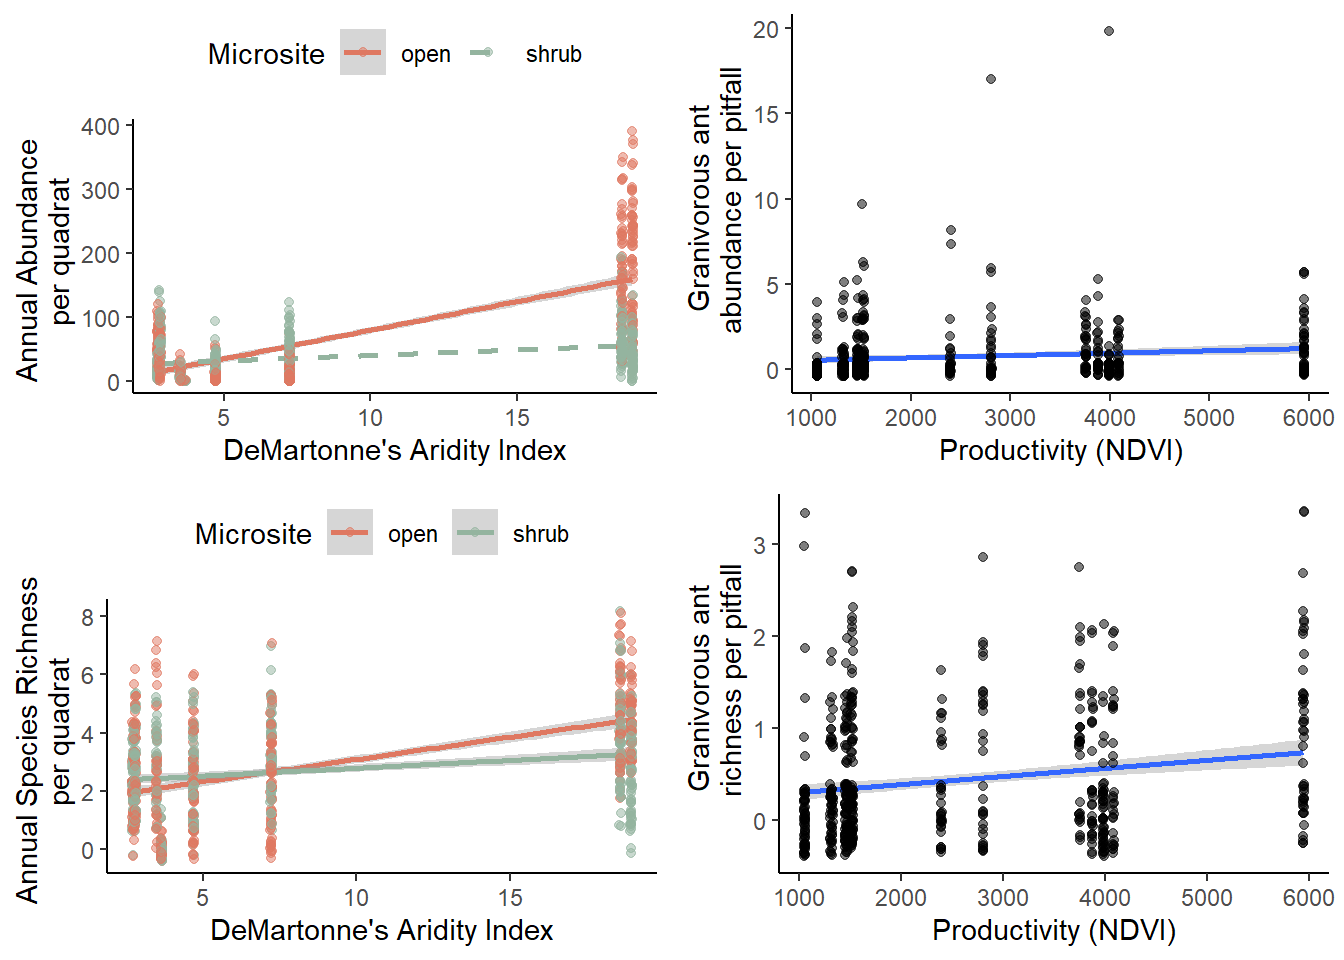 Microsite open shrub
Annual Abundance
per quadrat
400
300
200
100
0
5 10 15
DeMartonne's Aridity Index
Granivorous ant
abundance per pitfall
20
15
10
5
0
1000 2000 3000 4000 5000 6000
Productivity (NDVI)
Microsite open shrub
Annual Species Richness
per quadrat
8
6
4
2
0
5 10 15
DeMartonne's Aridity Index
Granivorous ant
richness per pitfall
3
2
1
0
1000 2000 3000 4000 5000 6000
Productivity (NDVI)